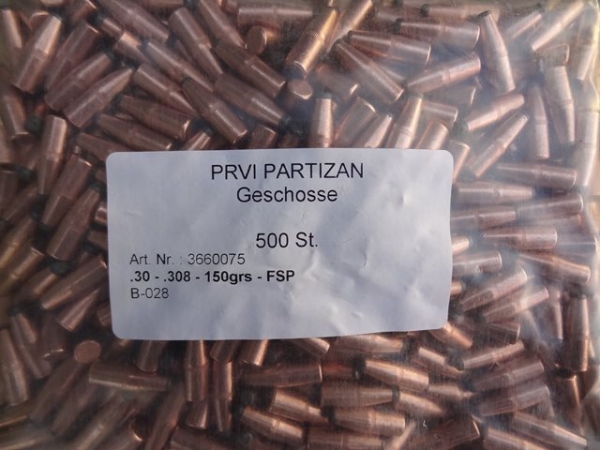 PRVI PARTIZAN
Geschosse
500 St.
Art. Nr. : 3660075
.30 - .308 - 150grs - FSP
B-028